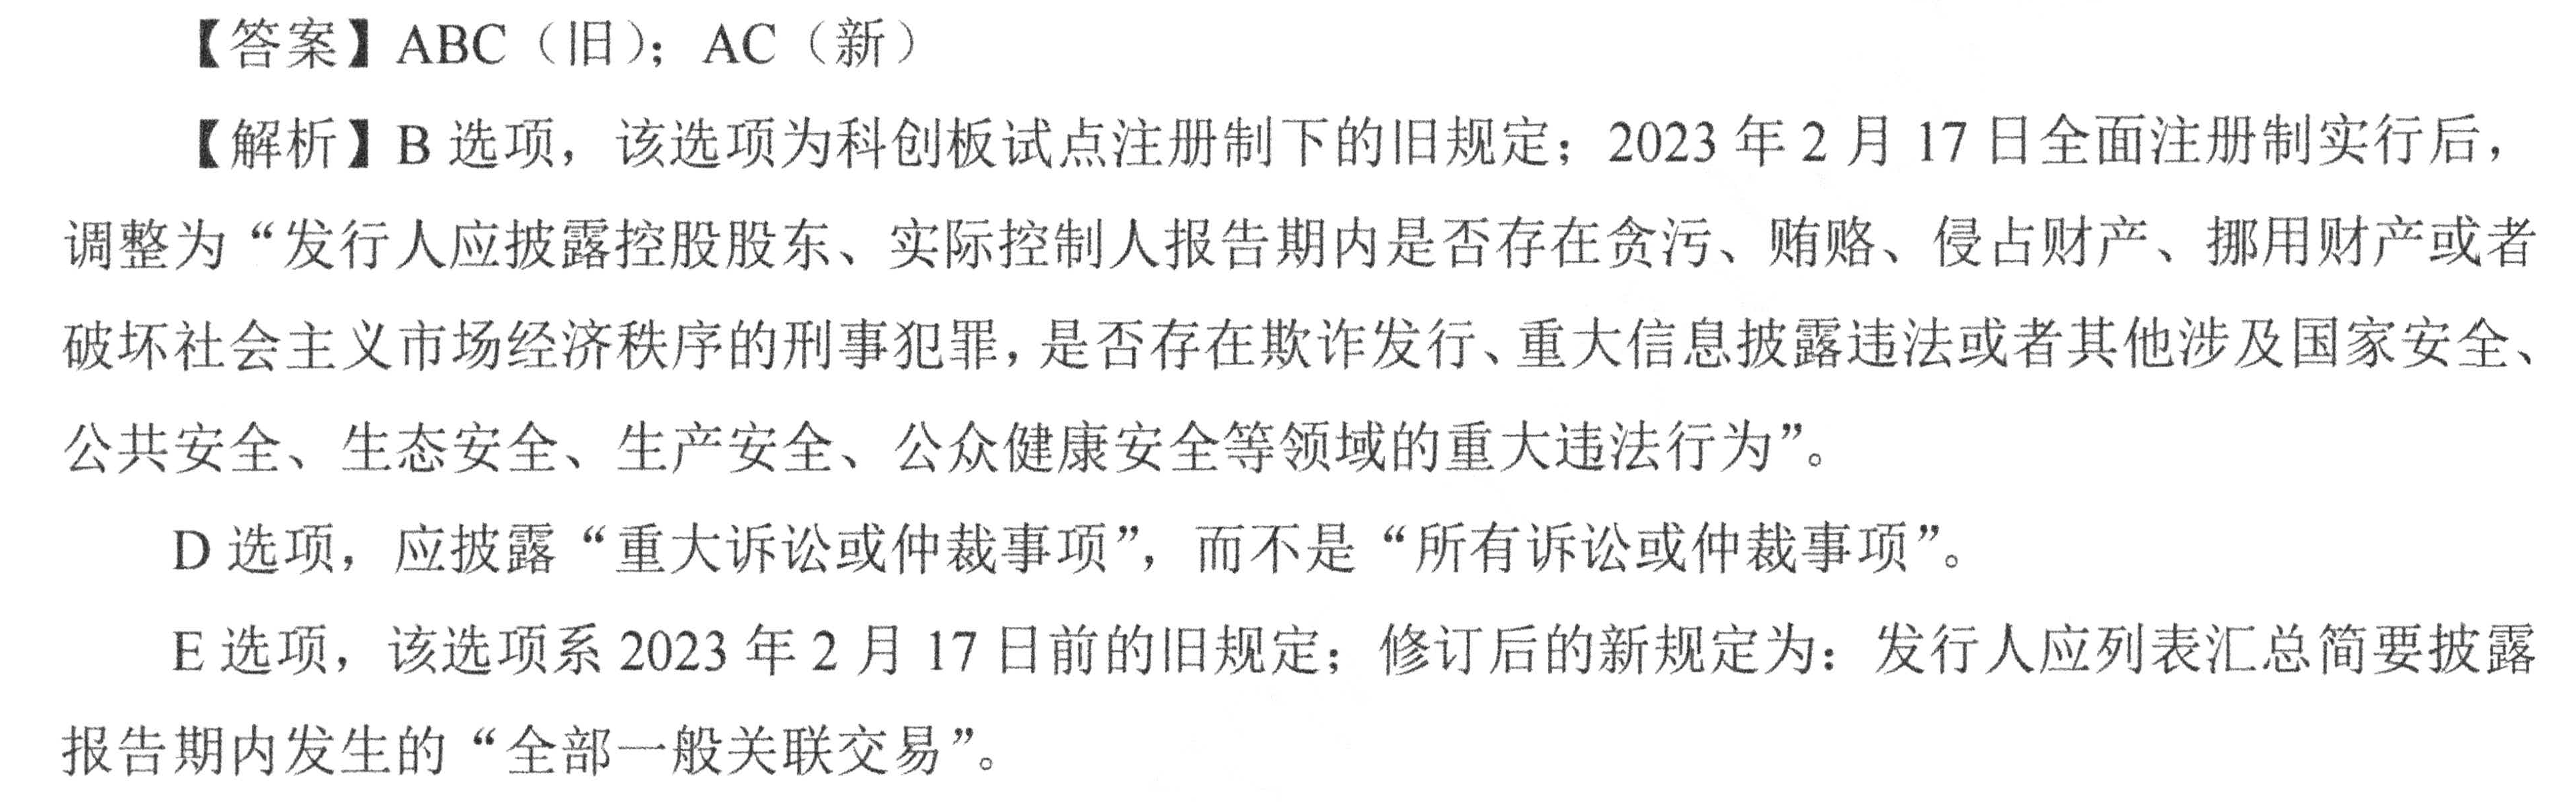 【答案】ABC（旧）；AC（新）
【解析】B 选项，该选项为科创板试点注册制下的旧规定；2023 年 2 月 17 日全面注册制实行后，
调整为“发行人应披露控股股东、实际控制人报告期内是否存在贪污、贿赂、侵占财产、挪用财产或者
破坏社会主义市场经济秩序的刑事犯罪，是否存在欺诈发行、重大信息披露违法或者其他涉及国家安全、
公共安全、生态安全、生产安全、公众健康安全等领域的重大违法行为”。
D 选项，应披露“重大诉讼或仲裁事项”，而不是“所有诉讼或仲裁事项”。
E 选项，该选项系 2023 年 2 月 17 日前的旧规定；修订后的新规定为：发行人应列表汇总简要披露
报告期内发生的“全部一般关联交易”。